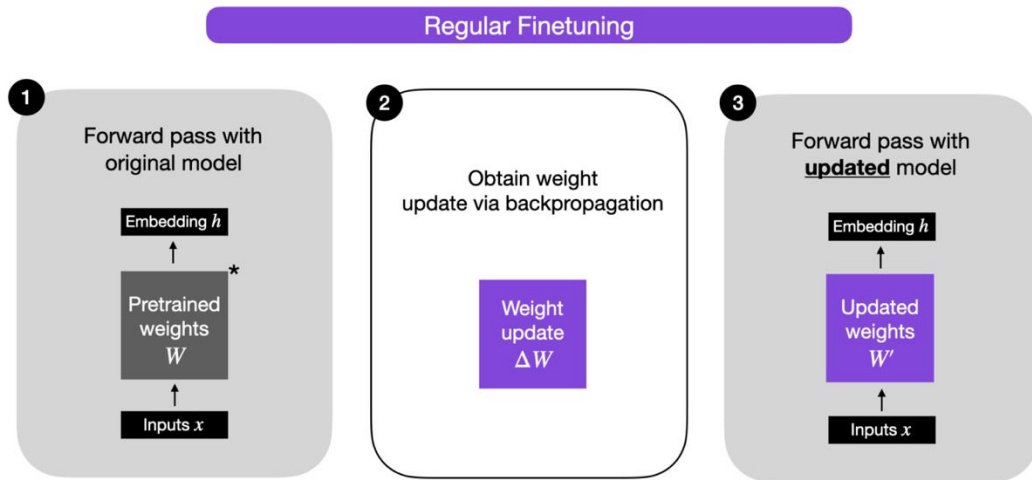 Regular Finetuning
1
Forward pass with
original model
Embedding h
*
Pretrained
weights
W
Inputs x
2
Obtain weight
update via backpropagation
Weight
update
ΔW
3
Forward pass with
updated model
Embedding h
Updated
weights
W′
Inputs x